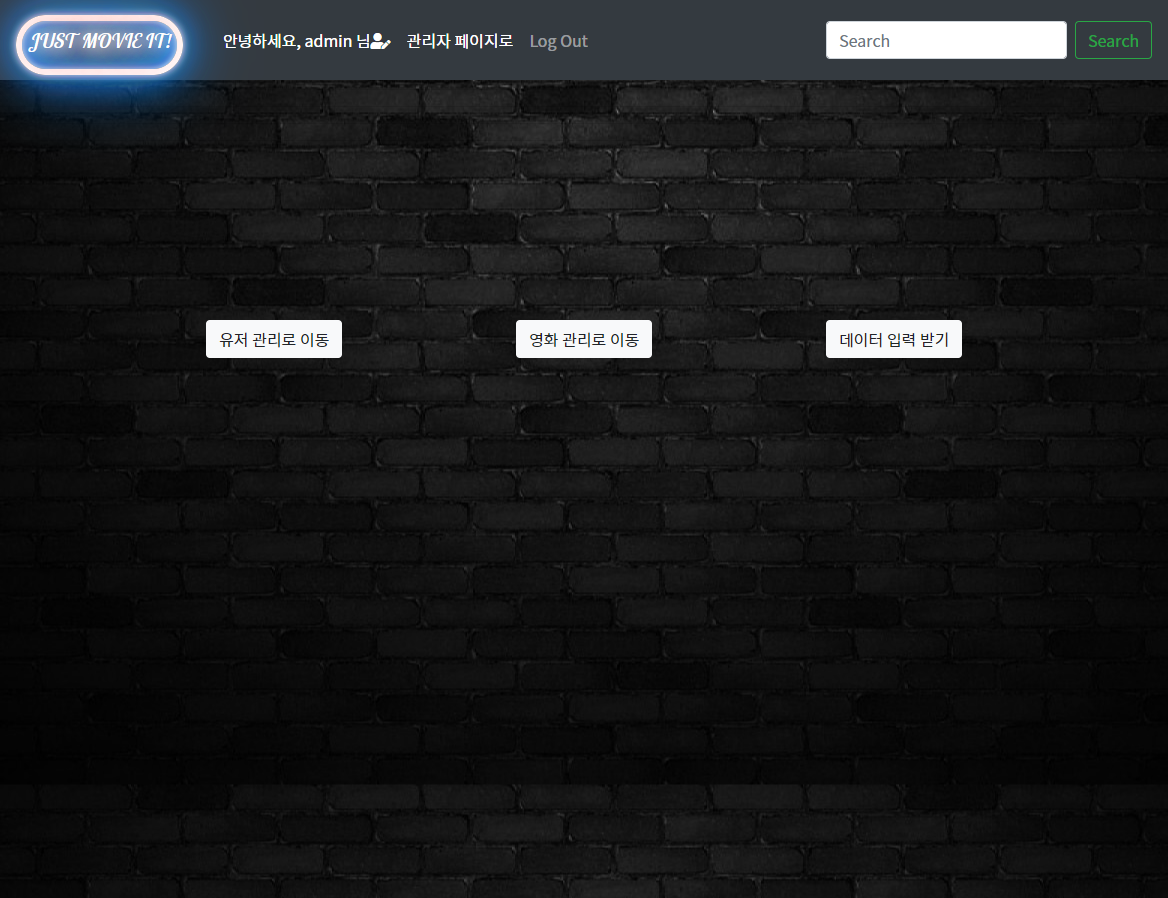 JUST MOVIE IT!
안녕하세요, admin 님 관리자 페이지로 Log Out Search Search
유저 관리로 이동 영화 관리로 이동 데이터 입력 받기